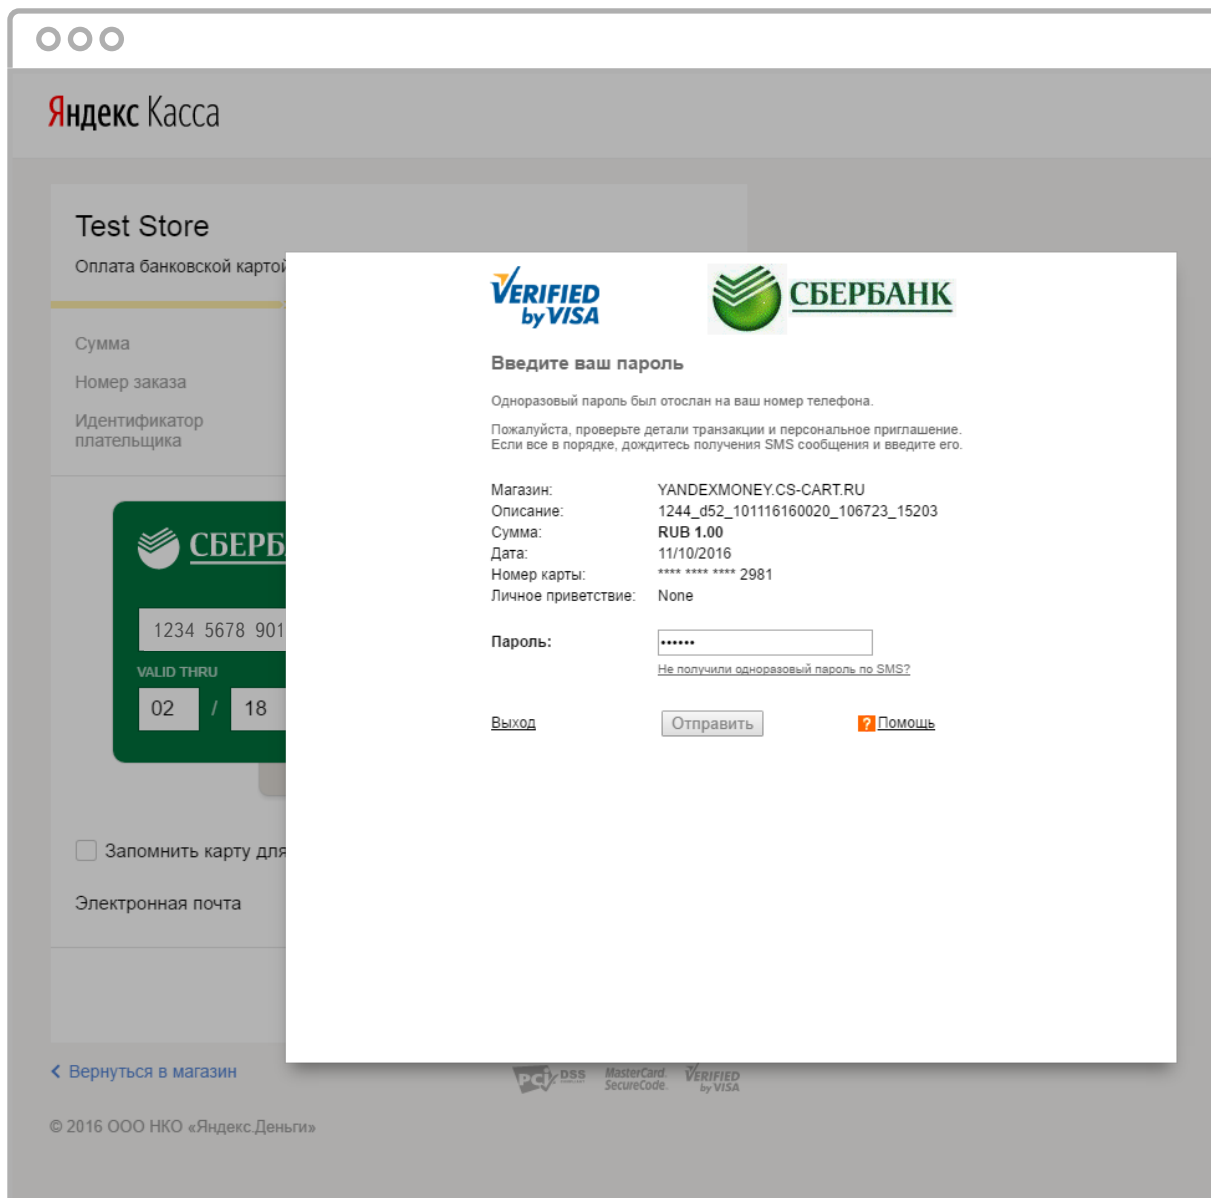 Яндекс Касса
Test Store
Оплата банковской картой
Сумма
Номер заказа
Идентификатор
плательщика
СБЕРБ
1234 5678 901
VALID THRU
02 / 18
Запомнить карту для
Электронная почта
VERIFIED
by VISA
СБЕРБАНК
Введите ваш пароль
Одноразовый пароль был отослан на ваш номер телефона.
Пожалуйста, проверьте детали транзакции и персональное приглашение.
Если все в порядке, дождитесь получения SMS сообщения и введите его.
Магазин: YANDEXMONEY.CS-CART.RU
Описание: 1244_d52_101116160020_106723_15203
Сумма: RUB 1.00
Дата: 11/10/2016
Номер карты: **** **** **** 2981
Личное приветствие: None
Пароль: ••••••
Не получили одноразовый пароль по SMS?
Выход Отправить ? Помощь
Вернуться в магазин
PCI DSS
MasterCard.
SecureCode.
VERIFIED
by VISA
© 2016 ООО НКО «Яндекс.Деньги»